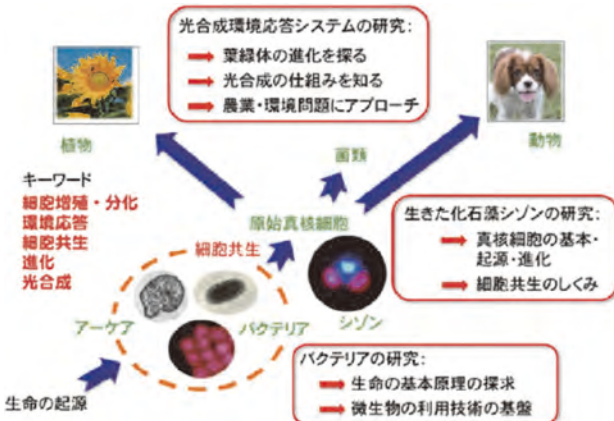 光合成環境応答システムの研究:
葉緑体の進化を探る
光合成の仕組みを知る
農業・環境問題にアプローチ
植物
動物
菌類
キーワード
細胞増殖・分化
環境応答
細胞共生
進化
光合成
原始真核細胞
細胞共生
生きた化石藻シゾンの研究:
真核細胞の基本・
起源・進化
細胞共生のしくみ
アーケア
バクテリア
シゾン
生命の起源
バクテリアの研究:
生命の基本原理の探求
微生物の利用技術の基盤